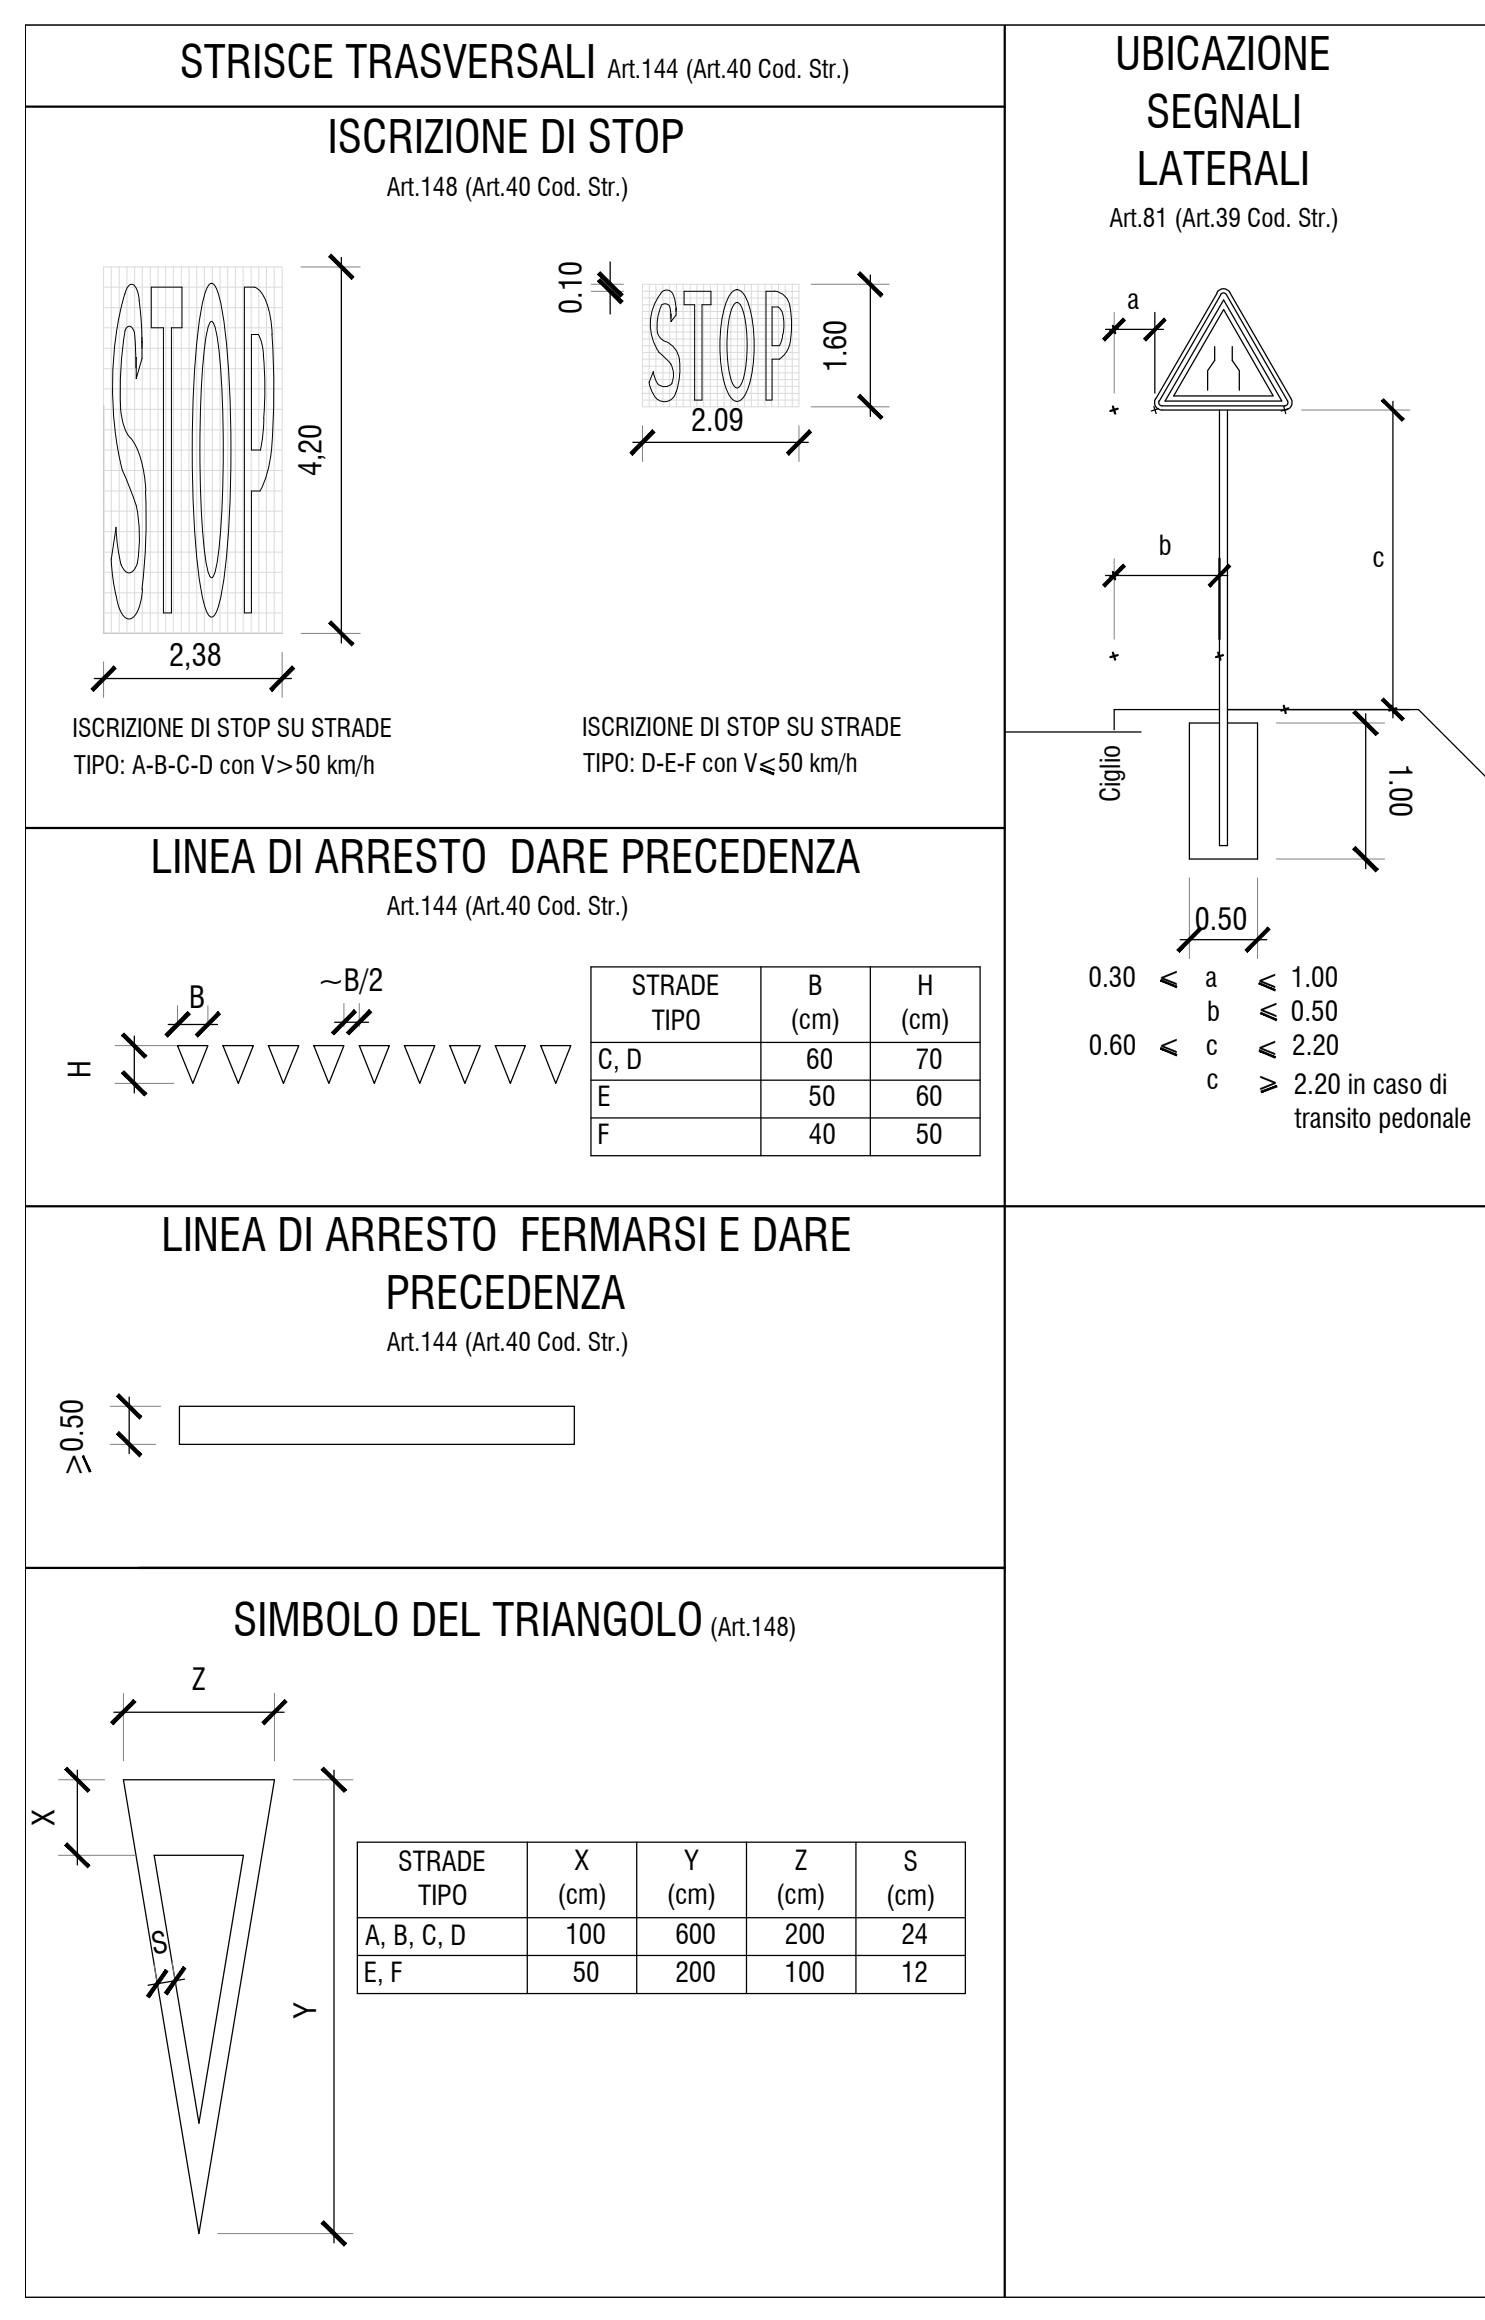 STRISCE TRASVERSALI Art.144 (Art.40 Cod. Str.)
ISCRIZIONE DI STOP
Art.148 (Art.40 Cod. Str.)
STOP
4,20
2,38
0.10
STOP
1.60
2.09
ISCRIZIONE DI STOP SU STRADE
TIPO: A-B-C-D con V>50 km/h
ISCRIZIONE DI STOP SU STRADE
TIPO: D-E-F con V⩽50 km/h
LINEA DI ARRESTO DARE PRECEDENZA
Art.144 (Art.40 Cod. Str.)
B
~B/2
H
STRADE TIPO B (cm) H (cm)
C, D 60 70
E 50 60
F 40 50
LINEA DI ARRESTO FERMARSI E DARE
PRECEDENZA
Art.144 (Art.40 Cod. Str.)
⩾0.50
SIMBOLO DEL TRIANGOLO (Art.148)
Z
X
S
Y
STRADE TIPO X (cm) Y (cm) Z (cm) S (cm)
A, B, C, D 100 600 200 24
E, F 50 200 100 12
UBICAZIONE
SEGNALI
LATERALI
Art.81 (Art.39 Cod. Str.)
a
b
c
Ciglio
1.00
0.50
0.30 ⩽ a ⩽ 1.00
b ⩽ 0.50
0.60 ⩽ c ⩽ 2.20
c ⩾ 2.20 in caso di
transito pedonale